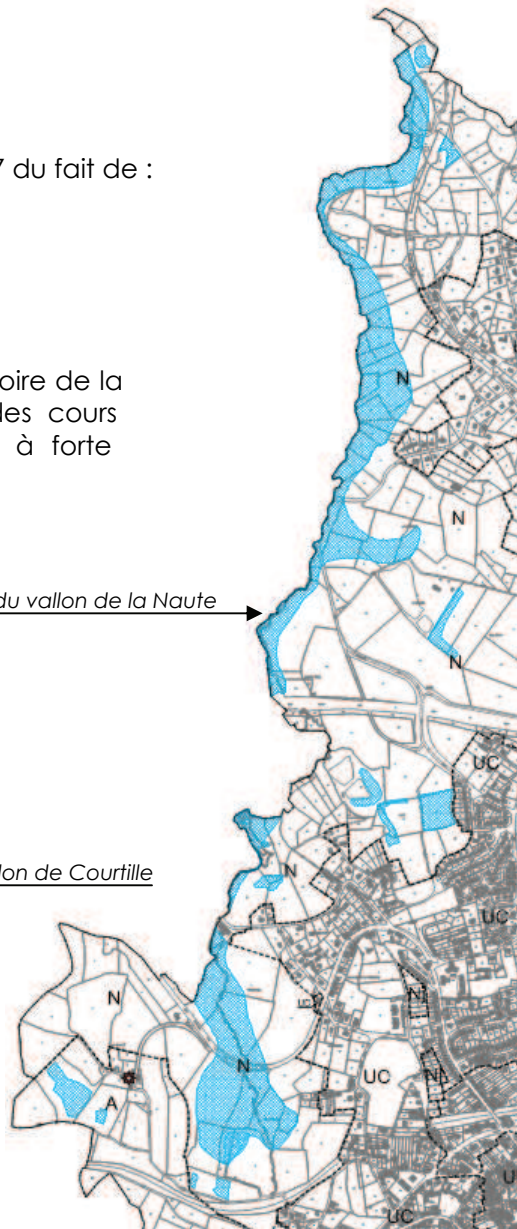 7 du fait de :
oire de la
des cours
à forte
N
N
du vallon de la Naute
N
UC
lon de Courtille
N
UC
N
N
N
UC
N
A
U
UC